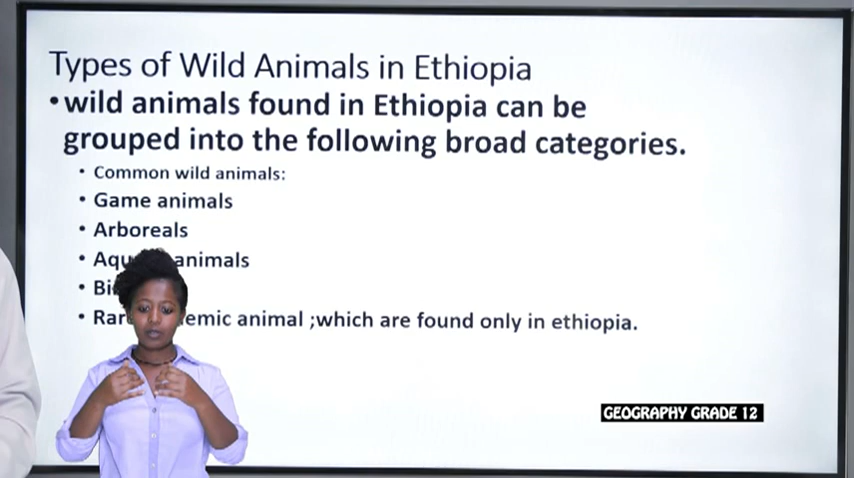 Types of Wild Animals in Ethiopia
• wild animals found in Ethiopia can be
grouped into the following broad categories.
• Common wild animals:
• Game animals
• Arboreals
• animals
•
• animal ;which are found only in ethiopia.
GEOGRAPHY GRADE 12